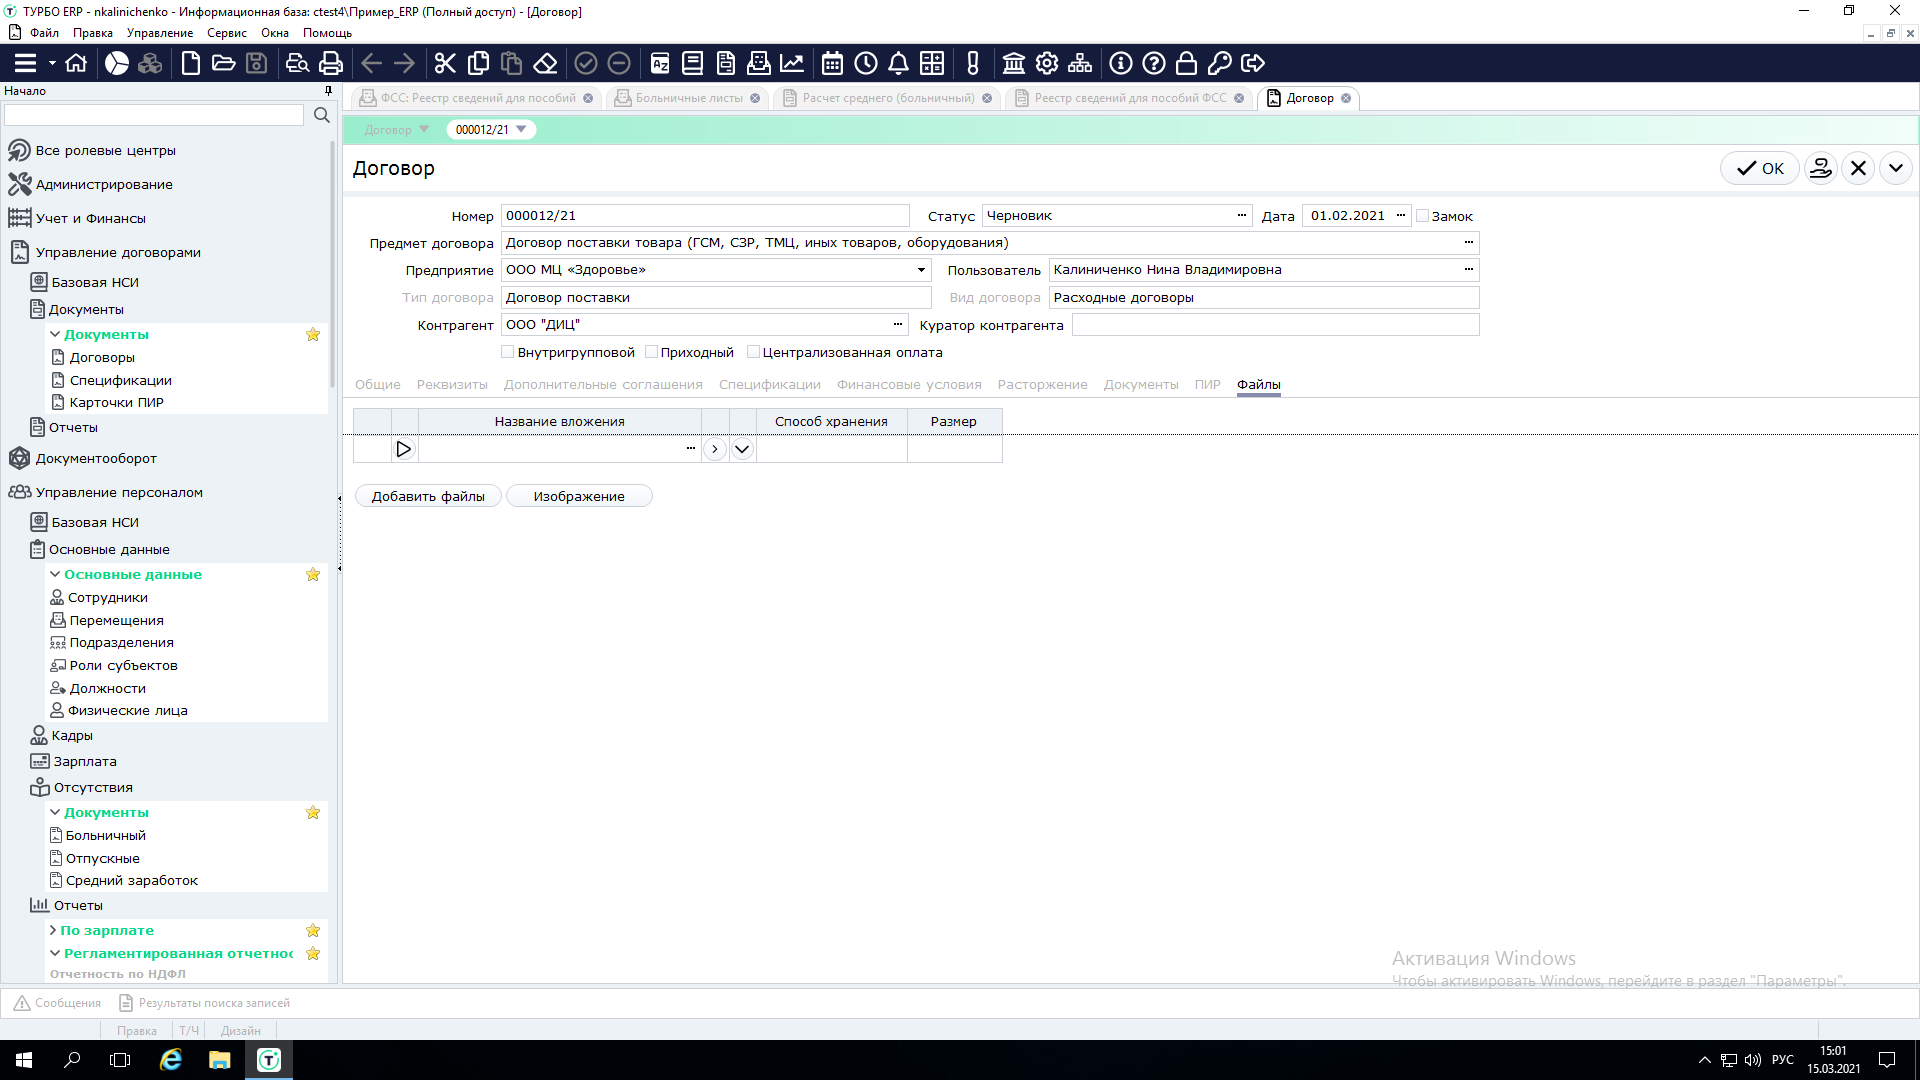 ТУРБО ERP - nkalinichenko - Информационная база: ctest4\Пример_ERP (Полный доступ) - [Договор]
Файл Правка Управление Сервис Окна Помощь
Начало
ФСС: Реестр сведений для пособий
Больничные листы
Расчет среднего (больничный)
Реестр сведений для пособий ФСС
Договор
Договор 000012/21
Договор
OK
Номер 000012/21 Статус Черновик Дата 01.02.2021 Замок
Предмет договора Договор поставки товара (ГСМ, СЗР, ТМЦ, иных товаров, оборудования)
Предприятие ООО МЦ «Здоровье» Пользователь Калиниченко Нина Владимировна
Тип договора Договор поставки Вид договора Расходные договоры
Контрагент ООО "ДИЦ" Куратор контрагента
Внутригрупповой Приходный Централизованная оплата
Общие Реквизиты Дополнительные соглашения Спецификации Финансовые условия Расторжение Документы ПИР Файлы
Название вложения Способ хранения Размер
Добавить файлы Изображение
Все ролевые центры
Администрирование
Учет и Финансы
Управление договорами
Базовая НСИ
Документы
Документы
Договоры
Спецификации
Карточки ПИР
Отчеты
Документооборот
Управление персоналом
Базовая НСИ
Основные данные
Основные данные
Сотрудники
Перемещения
Подразделения
Роли субъектов
Должности
Физические лица
Кадры
Зарплата
Отсутствия
Документы
Больничный
Отпускные
Средний заработок
Отчеты
По зарплате
Регламентированная отчетнос
Отчетность по НДФЛ
Активация Windows
Чтобы активировать Windows, перейдите в раздел "Параметры".
Сообщения Результаты поиска записей
Правка Т/Ч Дизайн
РУС
15:01
15.03.2021